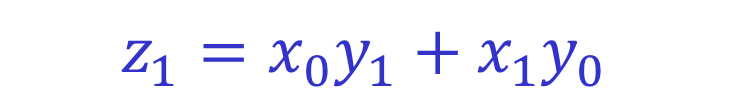 z₁ = x₀y₁ + x₁y₀